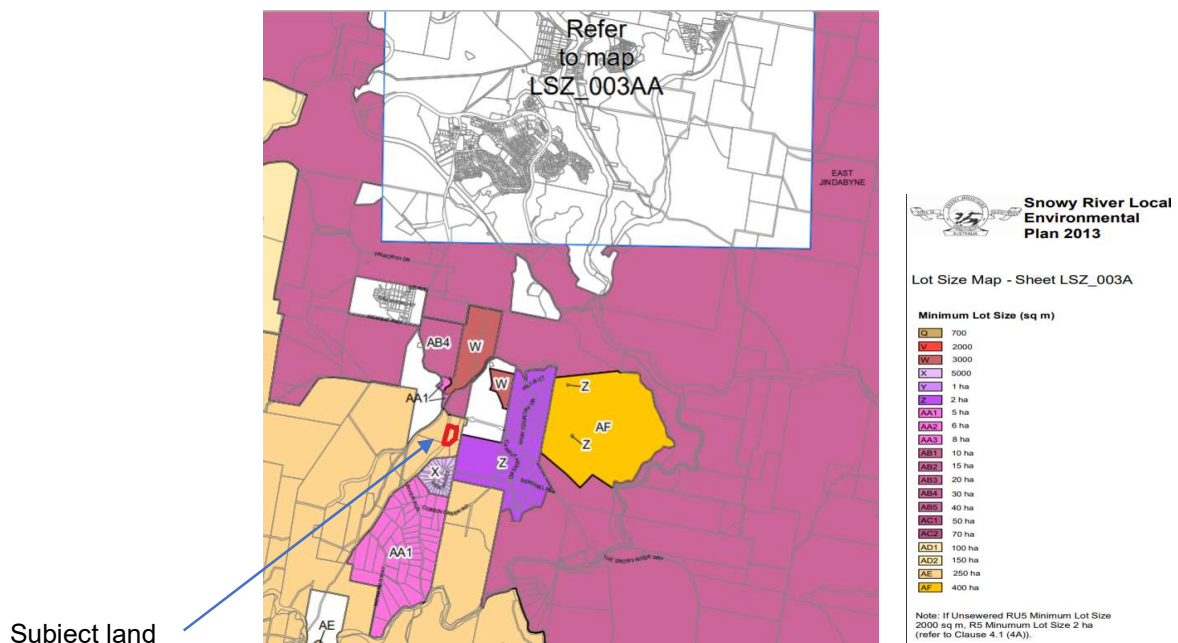 Refer
to map
LSZ_003AA
EAST
JINDABYNE
AB4
W
W
AA1
Z
Z
AF
Z
X
AA1
AE
THE SNOWY RIVER WAY
Subject land
Snowy River Local
Environmental
Plan 2013
AUSTRALIA
Lot Size Map - Sheet LSZ_003A
Minimum Lot Size (sq m)
Q 700
V 2000
W 3000
X 5000
Y 1 ha
Z 2 ha
AA1 5 ha
AA2 6 ha
AA3 8 ha
AB1 10 ha
AB2 15 ha
AB3 20 ha
AB4 30 ha
AB5 40 ha
AC1 50 ha
AC2 70 ha
AD1 100 ha
AD2 150 ha
AE 250 ha
AF 400 ha
Note: If Unsewered RU5 Minimum Lot Size
2000 sq m, R5 Minumum Lot Size 2 ha
(refer to Clause 4.1 (4A)).